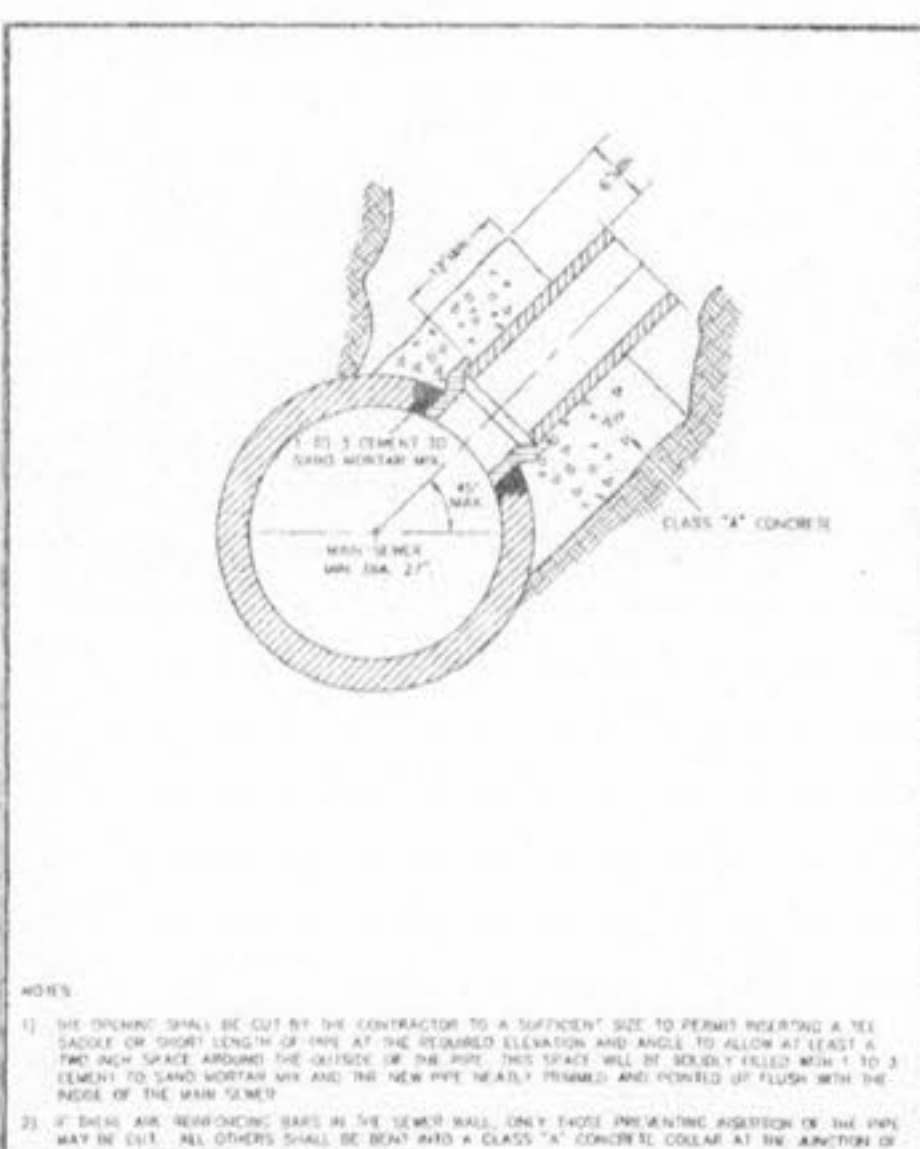 6" MIN.
12" MIN.
1 TO 3 CEMENT TO
SAND MORTAR MIX.
45°
MAX.
CLASS "A" CONCRETE
MAIN SEWER
MIN. DIA. 27"
NOTES
1) THE OPENING SHALL BE CUT BY THE CONTRACTOR TO A SUFFICIENT SIZE TO PERMIT INSERTING A TEE
SADDLE OR SHORT LENGTH OF PIPE AT THE REQUIRED ELEVATION AND ANGLE TO ALLOW AT LEAST A
TWO INCH SPACE AROUND THE OUTSIDE OF THE PIPE. THIS SPACE WILL BE SOLIDLY FILLED WITH 1 TO 3
CEMENT TO SAND MORTAR MIX AND THE NEW PIPE NEATLY TRIMMED AND POINTED UP FLUSH WITH THE
INSIDE OF THE MAIN SEWER
2) IF THERE ARE REINFORCING BARS IN THE SEWER WALL, ONLY THOSE PREVENTING INSERTION OF THE PIPE
MAY BE CUT. ALL OTHERS SHALL BE BENT INTO A CLASS "A" CONCRETE COLLAR AT THE JUNCTION OF